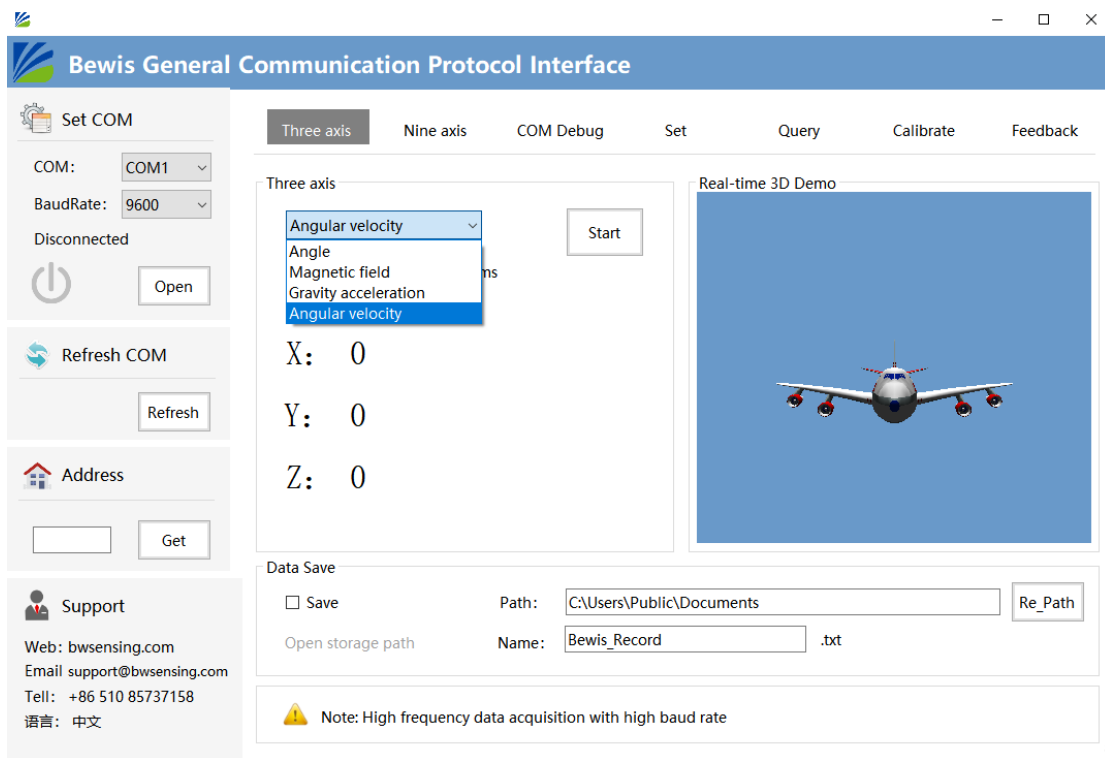 Bewis General Communication Protocol Interface
Set COM
COM: COM1
BaudRate: 9600
Disconnected
Open
Refresh COM
Refresh
Address
Get
Support
Web: bwsensing.com
Email support@bwsensing.com
Tell: +86 510 85737158
语言: 中文
Three axis Nine axis COM Debug Set Query Calibrate Feedback
Three axis
Angular velocity Start
Angle
Magnetic field ms
Gravity acceleration
Angular velocity
X: 0
Y: 0
Z: 0
Real-time 3D Demo
Data Save
Save Path: C:\Users\Public\Documents Re_Path
Open storage path Name: Bewis_Record .txt
Note: High frequency data acquisition with high baud rate